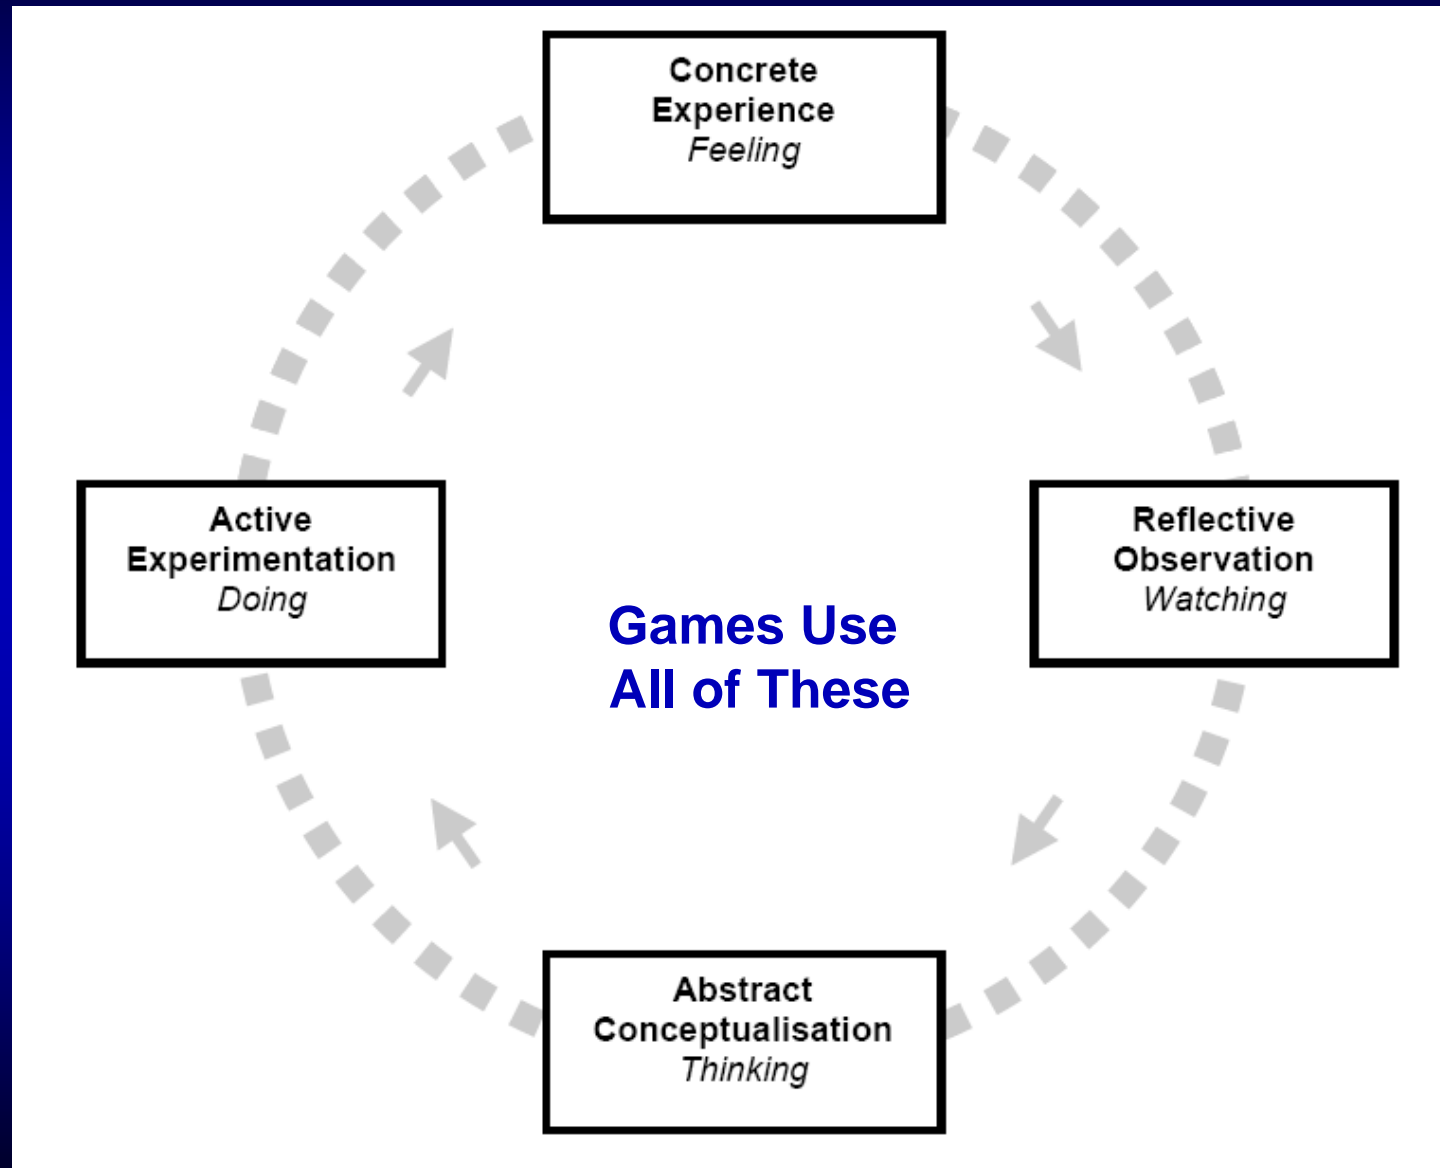 Concrete
Experience
Feeling
Active
Experimentation
Doing
Reflective
Observation
Watching
Games Use
All of These
Abstract
Conceptualisation
Thinking